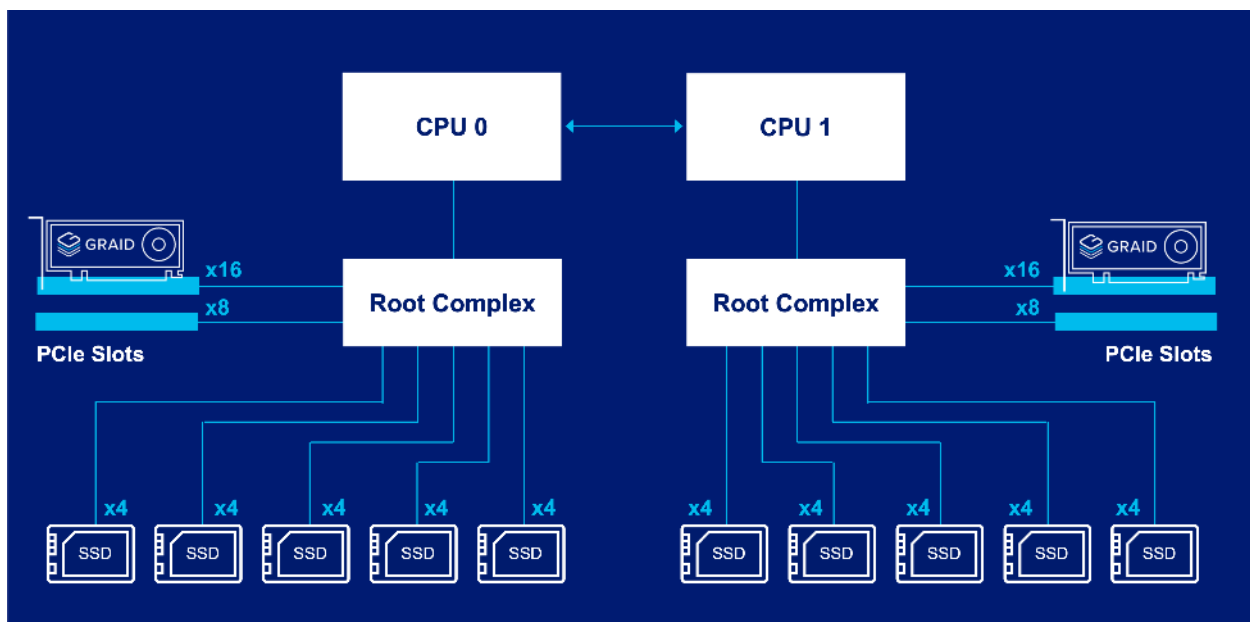 CPU 0
CPU 1
GRAID
x16
x8
PCIe Slots
Root Complex
Root Complex
x16
x8
GRAID
PCIe Slots
x4 x4 x4 x4 x4 x4 x4 x4 x4 x4
SSD SSD SSD SSD SSD SSD SSD SSD SSD SSD